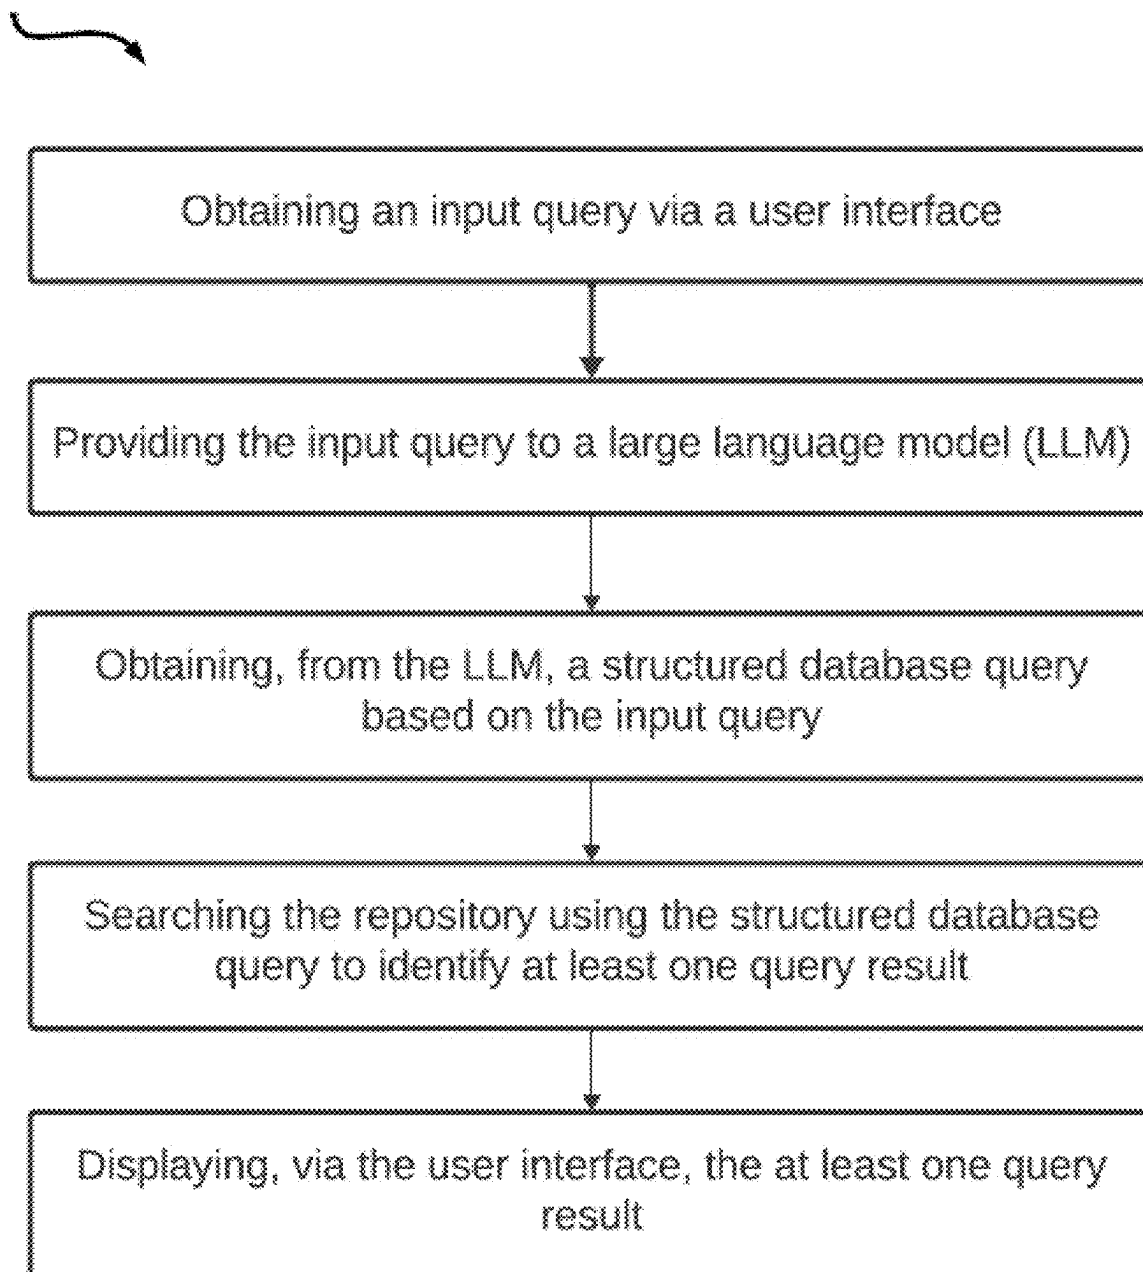 Obtaining an input query via a user interface
Providing the input query to a large language model (LLM)
Obtaining, from the LLM, a structured database query
based on the input query
Searching the repository using the structured database
query to identify at least one query result
Displaying, via the user interface, the at least one query
result